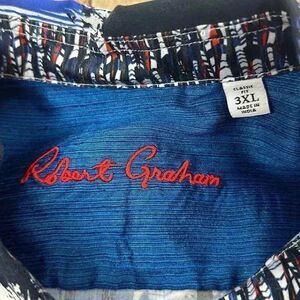 CLASSIC
FIT
3XL
MADE IN
INDIA
Robert Graham